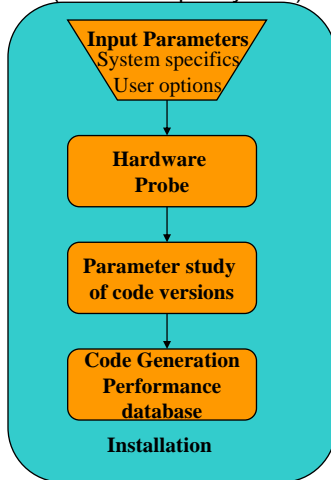 Input Parameters
System specifics
User options
Hardware
Probe
Parameter study
of code versions
Code Generation
Performance
database
Installation